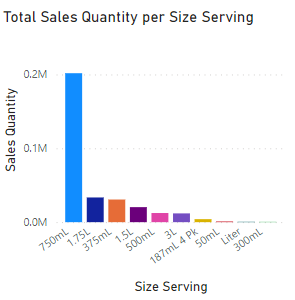 Total Sales Quantity per Size Serving
Sales Quantity
0.2M
0.1M
0.0M
750mL
1.75L
375mL
1.5L
500mL
3L
187mL 4 Pk
50mL
Liter
300mL
Size Serving